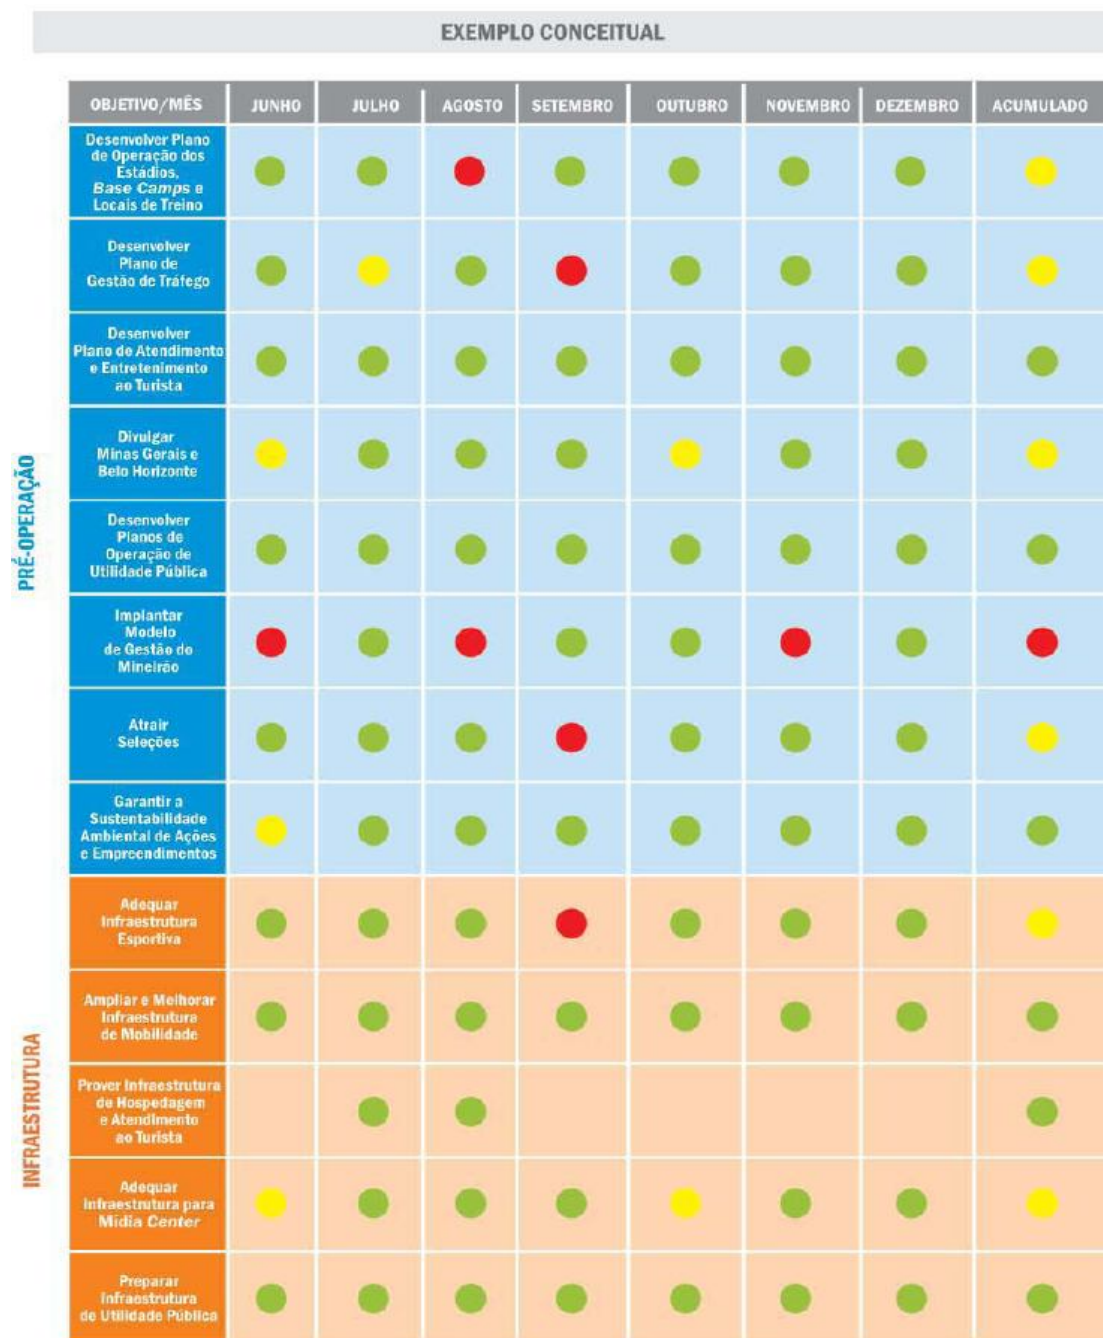 EXEMPLO CONCEITUAL
OBJETIVO/MÊS JUNHO JULHO AGOSTO SETEMBRO OUTUBRO NOVEMBRO DEZEMBRO ACUMULADO
PRÉ-OPERAÇÃO
Desenvolver Plano
de Operação dos
Estádios,
Base Camps e
Locais de Treino
Desenvolver
Plano de
Gestão de Tráfego
Desenvolver
Plano de Atendimento
e Entretenimento
ao Turista
Divulgar
Minas Gerais e
Belo Horizonte
Desenvolver
Planos de
Operação de
Utilidade Pública
Implantar
Modelo
de Gestão do
Mineirão
Atrair
Seleções
Garantir a
Sustentabilidade
Ambiental de Ações
e Empreendimentos
INFRAESTRUTURA
Adequar
Infraestrutura
Esportiva
Ampliar e Melhorar
Infraestrutura
de Mobilidade
Prover Infraestrutura
de Hospedagem
e Atendimento
ao Turista
Adequar
Infraestrutura para
Mídia Center
Preparar
Infraestrutura
de Utilidade Pública